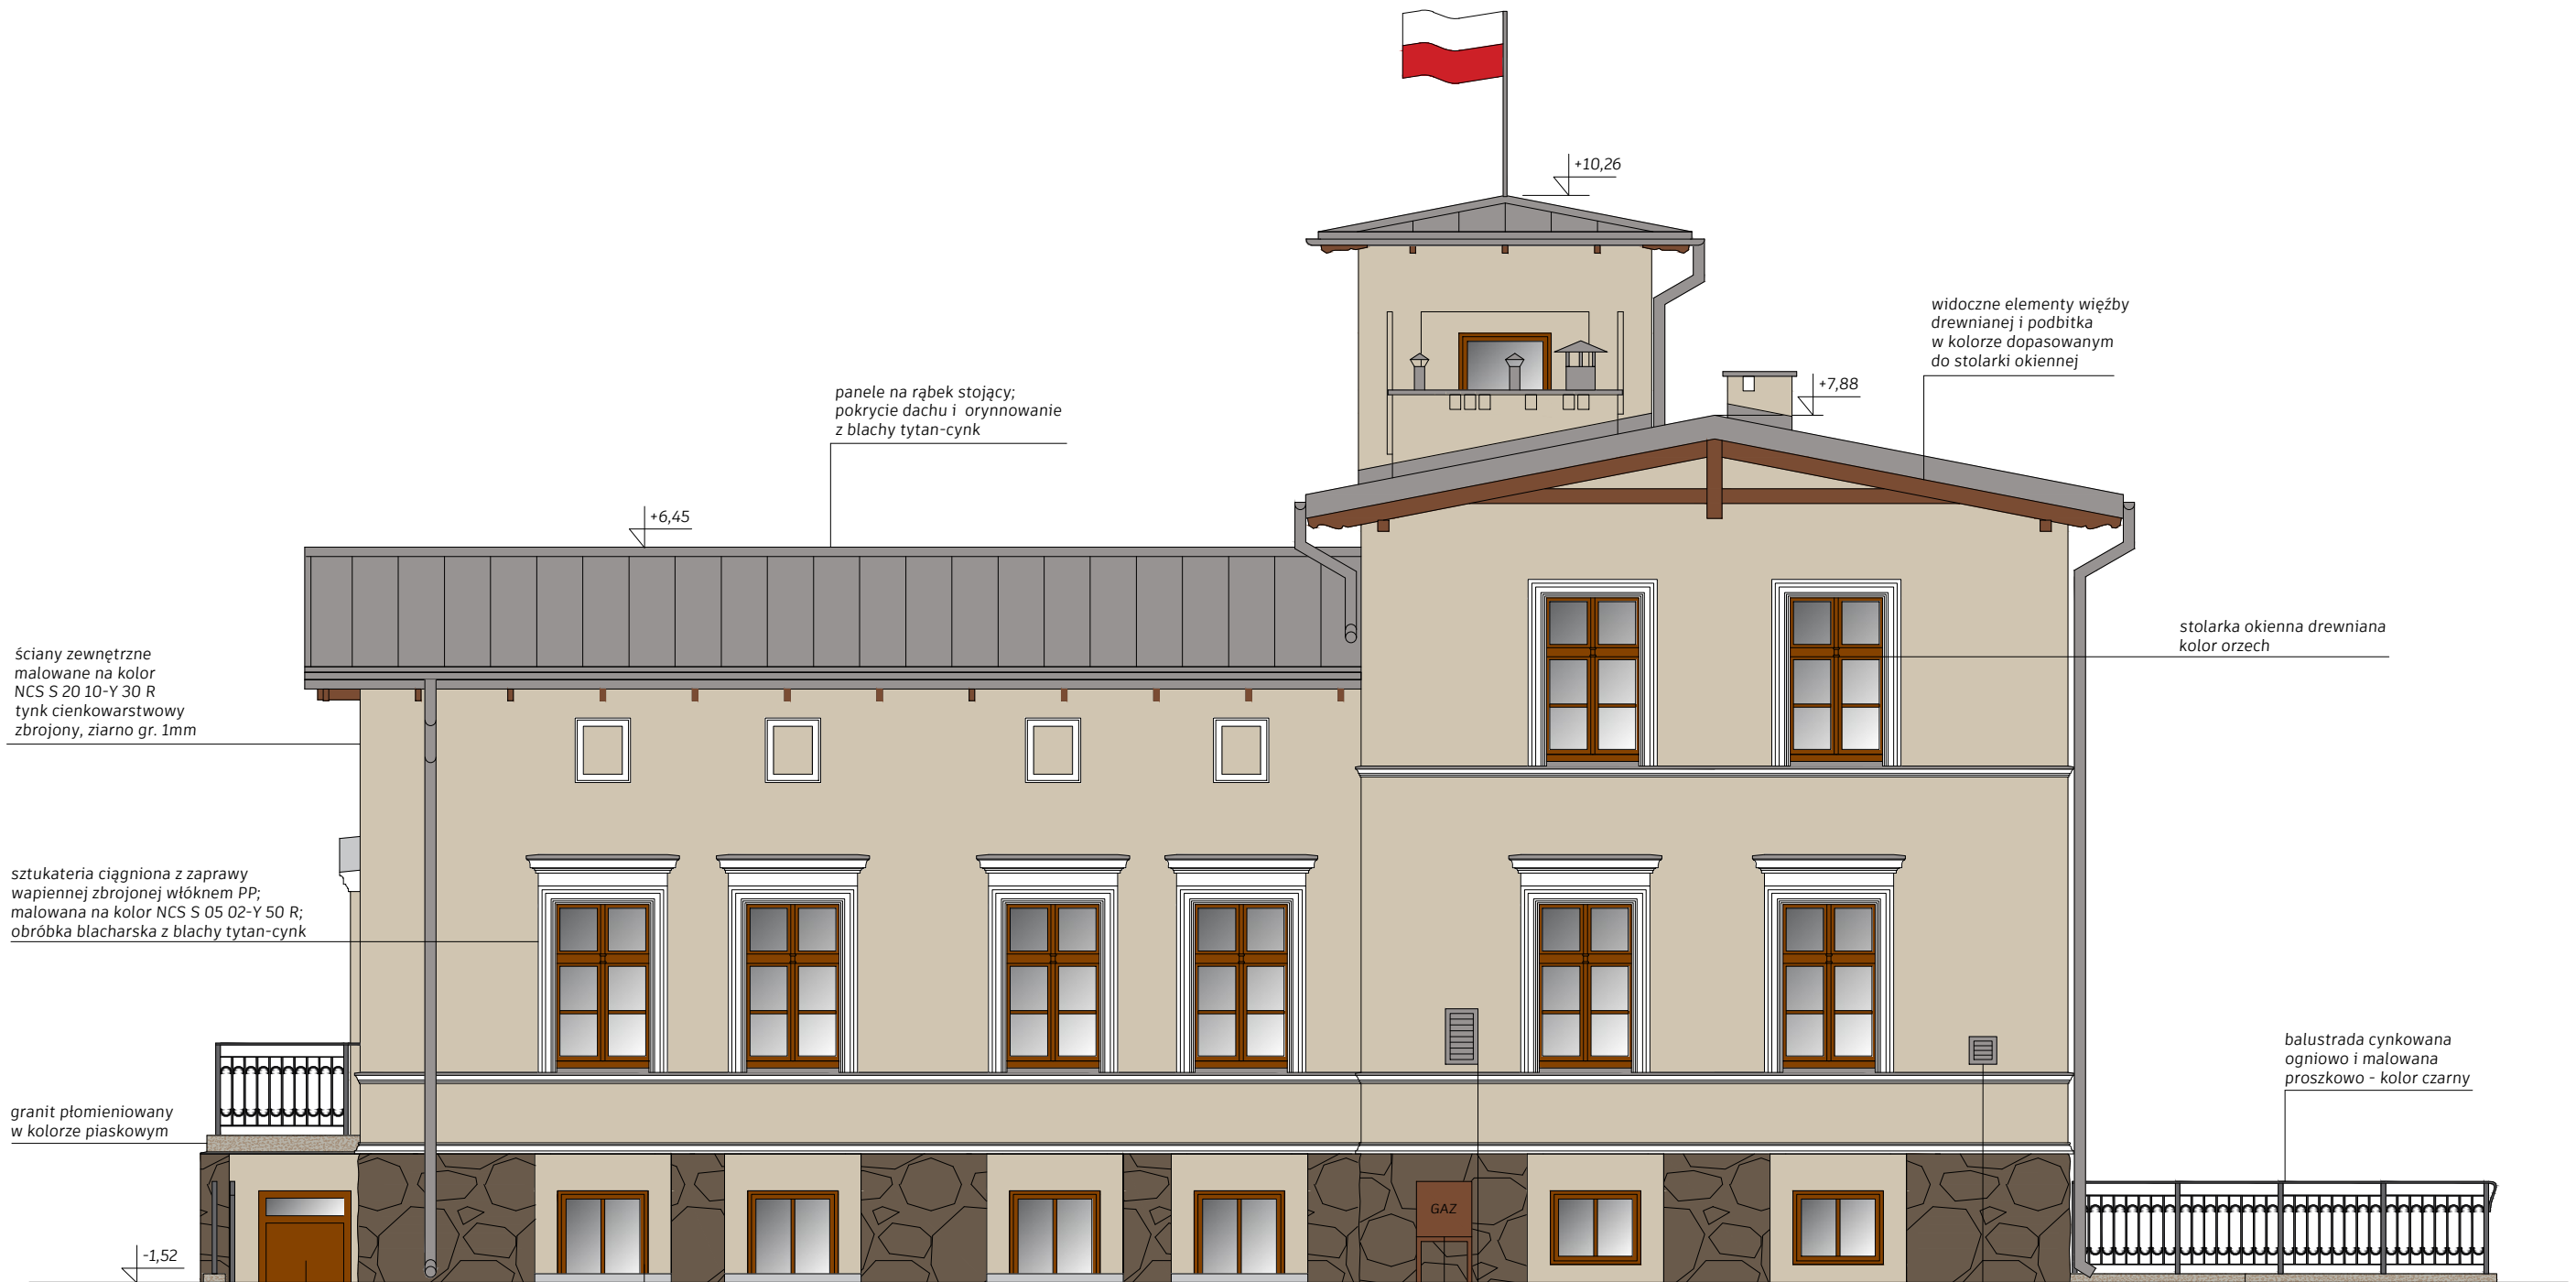 +10,26
widoczne elementy więźby
drewnianej i podbitka
w kolorze dopasowanym
do stolarki okiennej
+7,88
panele na rąbek stojący;
pokrycie dachu i orynnowanie
z blachy tytan-cynk
+6,45
stolarka okienna drewniana
kolor orzech
ściany zewnętrzne
malowane na kolor
NCS S 20 10-Y 30 R
tynk cienkowarstwowy
zbrojony, ziarno gr. 1mm
sztukateria ciągniona z zaprawy
wapiennej zbrojonej włóknem PP;
malowana na kolor NCS S 05 02-Y 50 R;
obróbka blacharska z blachy tytan-cynk
balustrada cynkowana
ogniowo i malowana
proszkowo - kolor czarny
granit płomieniowany
w kolorze piaskowym
GAZ
-1,52